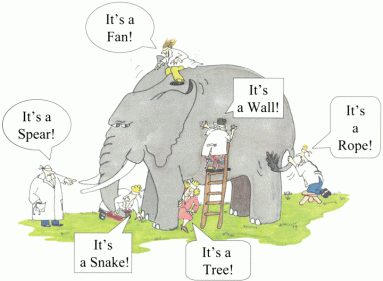 It's a
Fan!
It's
a Wall!
It's a
Spear!
It's
a
Rope!
It's
a Snake!
It's a
Tree!